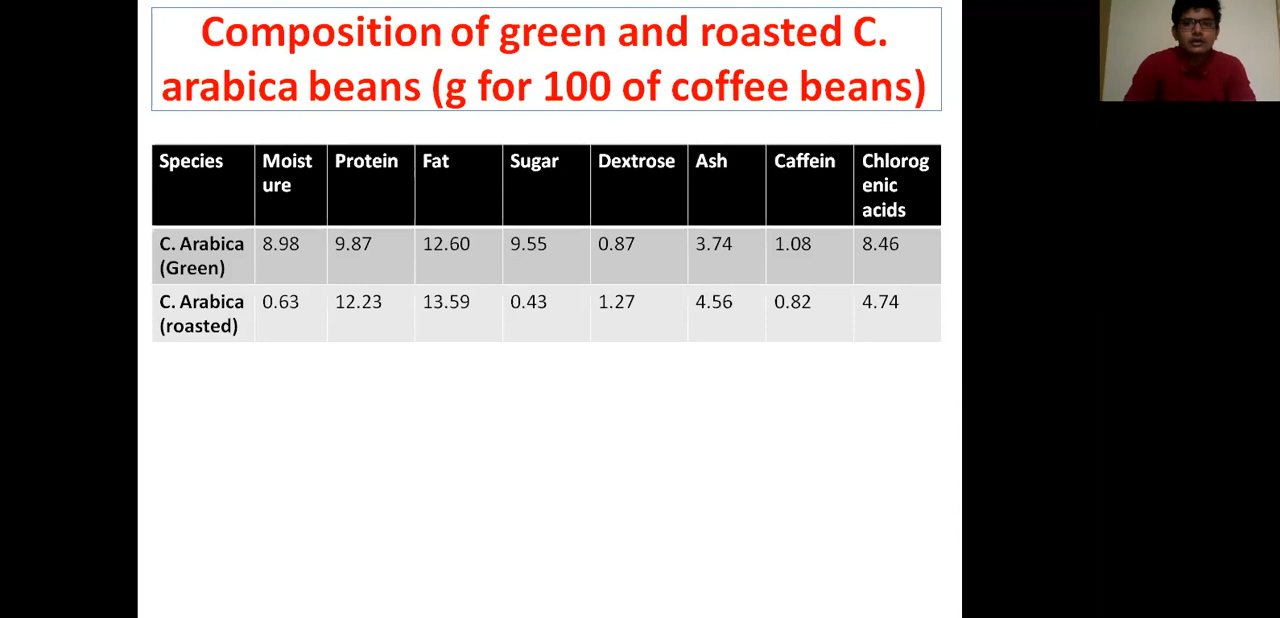 Composition of green and roasted C.
arabica beans (g for 100 of coffee beans)
Species Moist Protein Fat Sugar Dextrose Ash Caffein Chlorog
ure enic
acids
C. Arabica 8.98 9.87 12.60 9.55 0.87 3.74 1.08 8.46
(Green)
C. Arabica 0.63 12.23 13.59 0.43 1.27 4.56 0.82 4.74
(roasted)